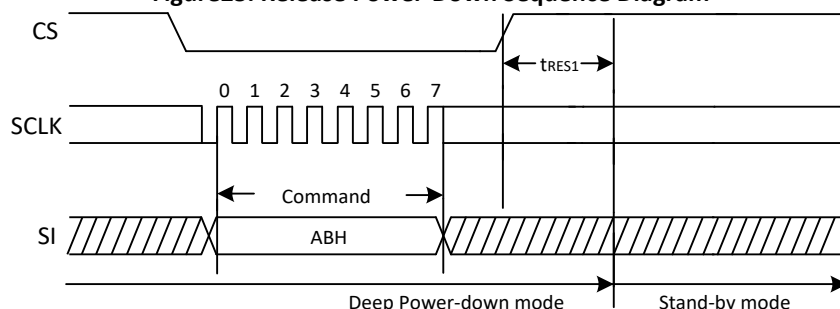 Figure25. Release Power-Down Sequence Diagram
CS
tRES1
0 1 2 3 4 5 6 7
SCLK
Command
SI
ABH
Deep Power-down mode Stand-by mode